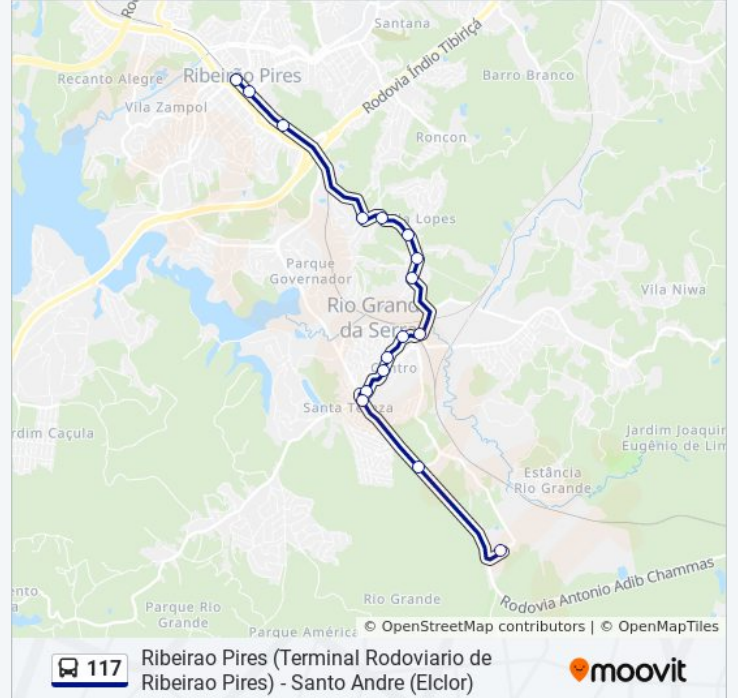 Santana
Recanto Alegre
Ribeirão Pires
Rodovia Índio Tibiriçá
Barro Branco
Vila Zampol
Roncon
Lopes
Parque
Governador
Vila Niwa
Rio Grand
da Serra
Centro
Santa Tereza
rdim Caçula
Jardim Joaquin
Eugênio de Lim
Estância
Rio Grande
Rodovia Antonio Adib Chammas
Rio Grande
Parque Rio
Grande
Parque América
© OpenStreetMap contributors | © OpenMapTiles
117
Ribeirao Pires (Terminal Rodoviario de
Ribeirao Pires) - Santo Andre (Elclor)
moovit